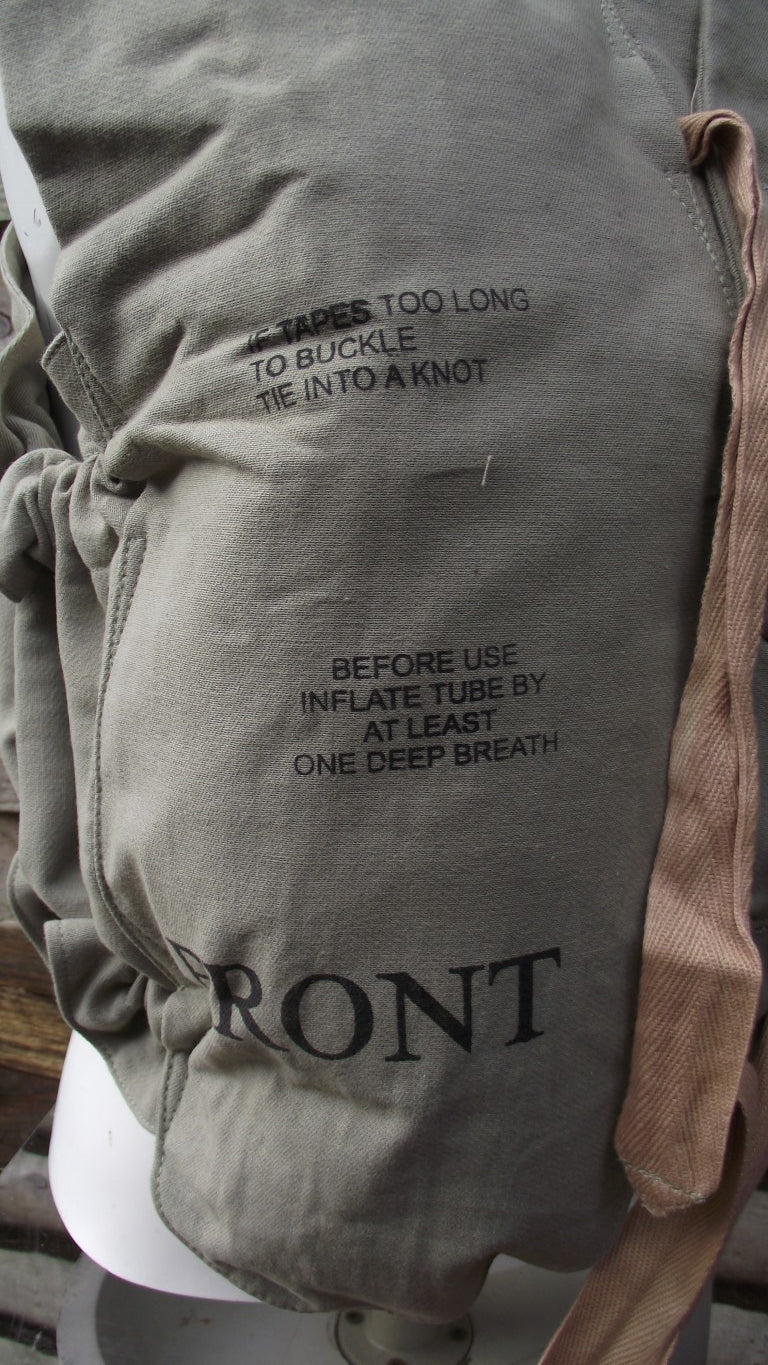 IF TAPES TOO LONG
TO BUCKLE
TIE INTO A KNOT
BEFORE USE
INFLATE TUBE BY
AT LEAST
ONE DEEP BREATH
FRONT